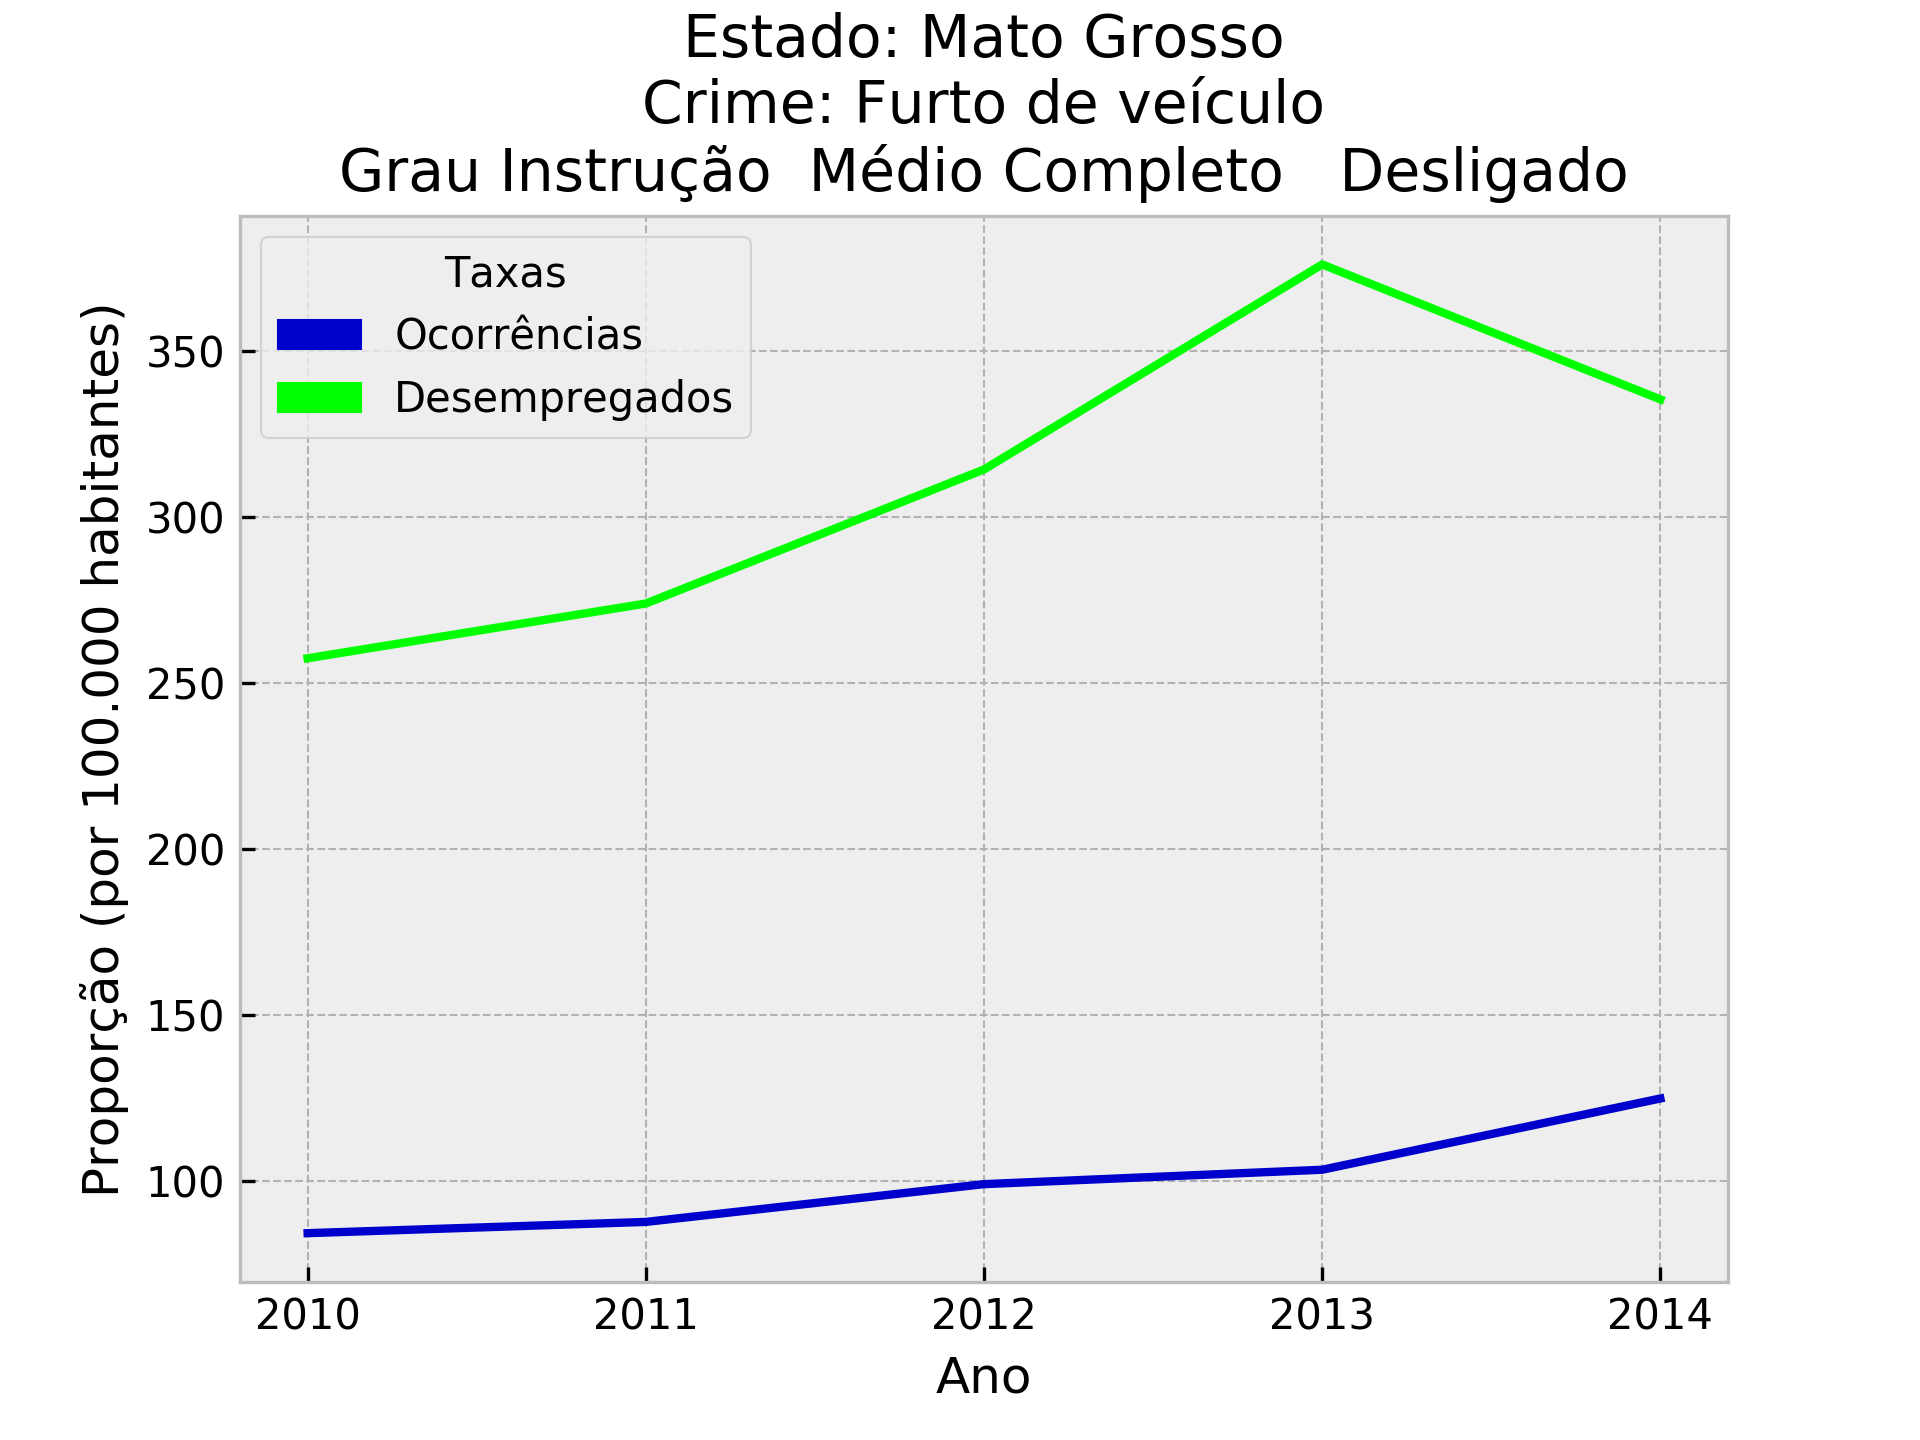 Estado: Mato Grosso
Crime: Furto de veículo
Grau Instrução  Médio Completo   Desligado
Taxas
Ocorrências
Desempregados
Proporção (por 100.000 habitantes)
350
300
250
200
150
100
2010 2011 2012 2013 2014
Ano